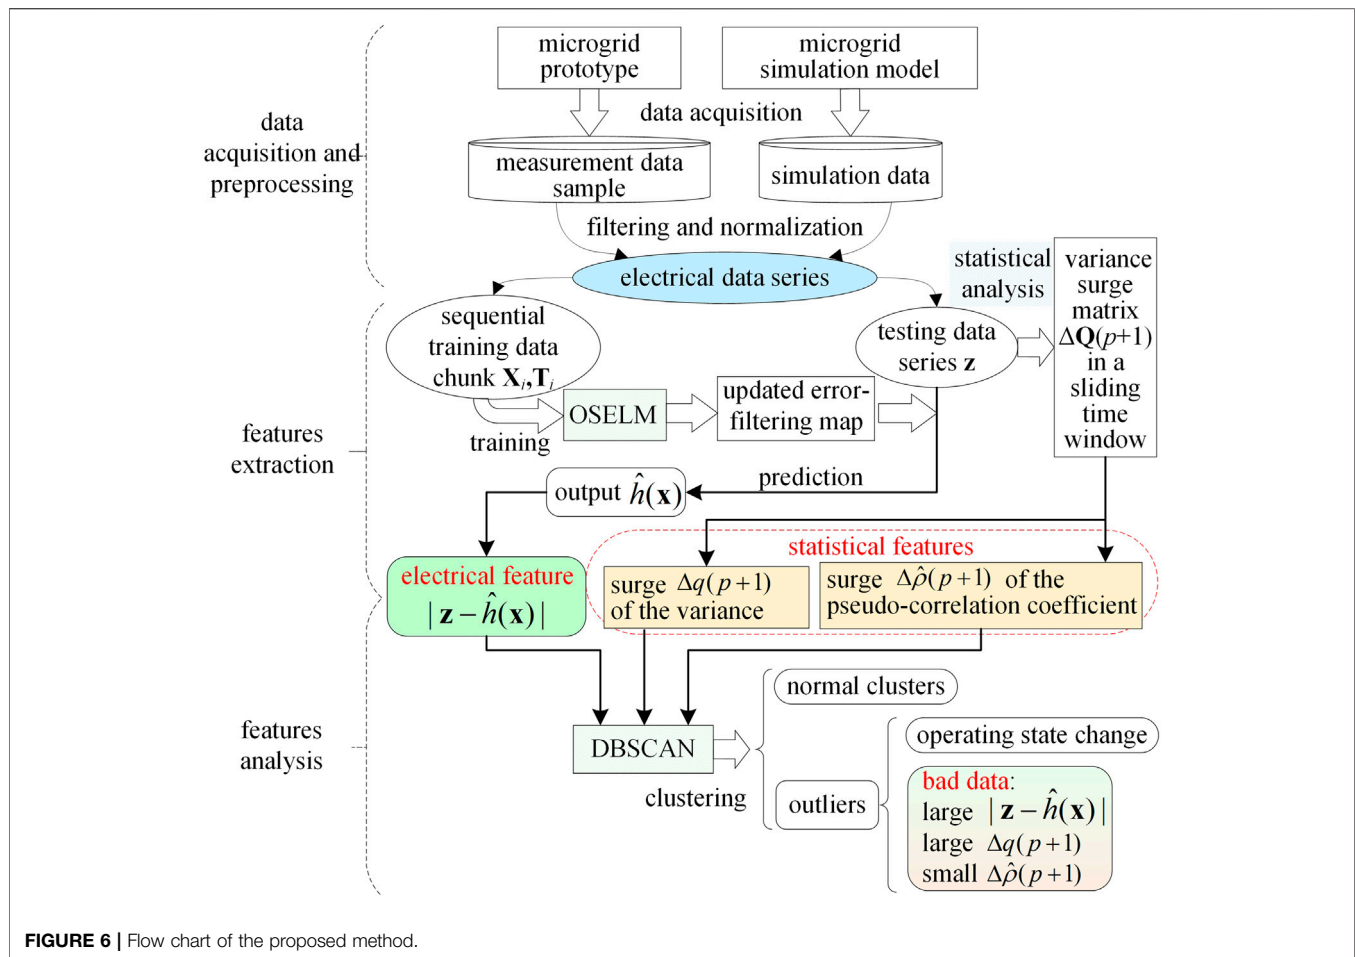 microgrid
prototype
microgrid
simulation model
data acquisition
data
acquisition and
preprocessing
measurement data
sample
simulation data
filtering and normalization
electrical data series
statistical
analysis
variance
surge
matrix
ΔQ(p+1)
in a
sliding
time
window
sequential
training data
chunk Xᵢ,Tᵢ
testing data
series z
OSELM
updated error-
filtering map
training
features
extraction
prediction
output ĥ(x)
statistical features
electrical feature
| z − ĥ(x) |
surge Δq(p+1)
of the variance
surge Δρ̂(p+1) of the
pseudo-correlation coefficient
features
analysis
DBSCAN
clustering
normal clusters
outliers
operating state change
bad data:
large | z − ĥ(x) |
large Δq(p+1)
small Δρ̂(p+1)
FIGURE 6 | Flow chart of the proposed method.